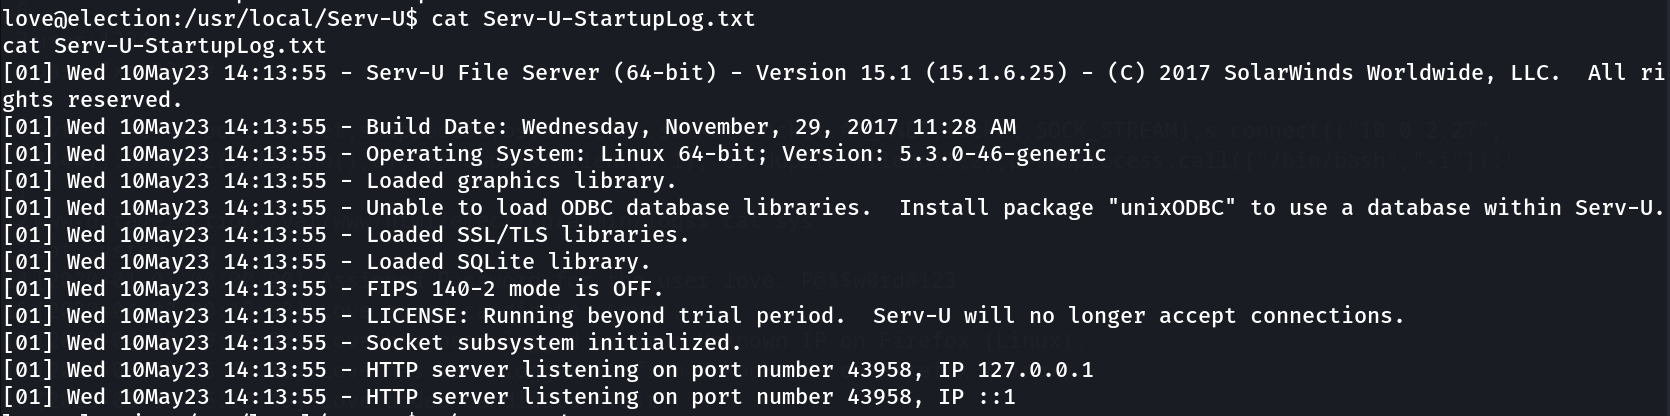 love@election:/usr/local/Serv-U$ cat Serv-U-StartupLog.txt
cat Serv-U-StartupLog.txt
[01] Wed 10May23 14:13:55 - Serv-U File Server (64-bit) - Version 15.1 (15.1.6.25) - (C) 2017 SolarWinds Worldwide, LLC.  All ri
ghts reserved.
[01] Wed 10May23 14:13:55 - Build Date: Wednesday, November, 29, 2017 11:28 AM
[01] Wed 10May23 14:13:55 - Operating System: Linux 64-bit; Version: 5.3.0-46-generic
[01] Wed 10May23 14:13:55 - Loaded graphics library.
[01] Wed 10May23 14:13:55 - Unable to load ODBC database libraries.  Install package "unixODBC" to use a database within Serv-U.
[01] Wed 10May23 14:13:55 - Loaded SSL/TLS libraries.
[01] Wed 10May23 14:13:55 - Loaded SQLite library.
[01] Wed 10May23 14:13:55 - FIPS 140-2 mode is OFF.
[01] Wed 10May23 14:13:55 - LICENSE: Running beyond trial period.  Serv-U will no longer accept connections.
[01] Wed 10May23 14:13:55 - Socket subsystem initialized.
[01] Wed 10May23 14:13:55 - HTTP server listening on port number 43958, IP 127.0.0.1
[01] Wed 10May23 14:13:55 - HTTP server listening on port number 43958, IP ::1